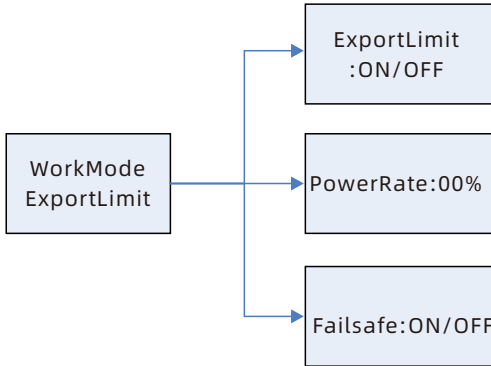 ExportLimit
:ON/OFF
WorkMode
ExportLimit
PowerRate:00%
Failsafe:ON/OFF